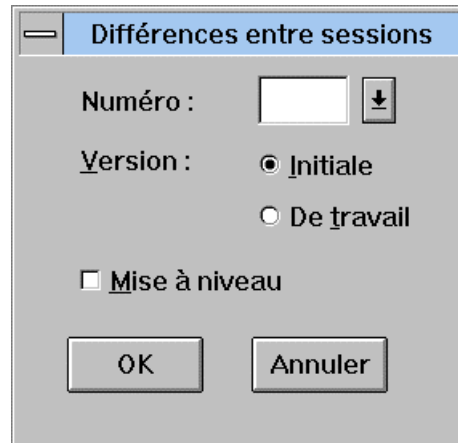 Différences entre sessions
Numéro :
Version : Initiale
De travail
Mise à niveau
OK Annuler